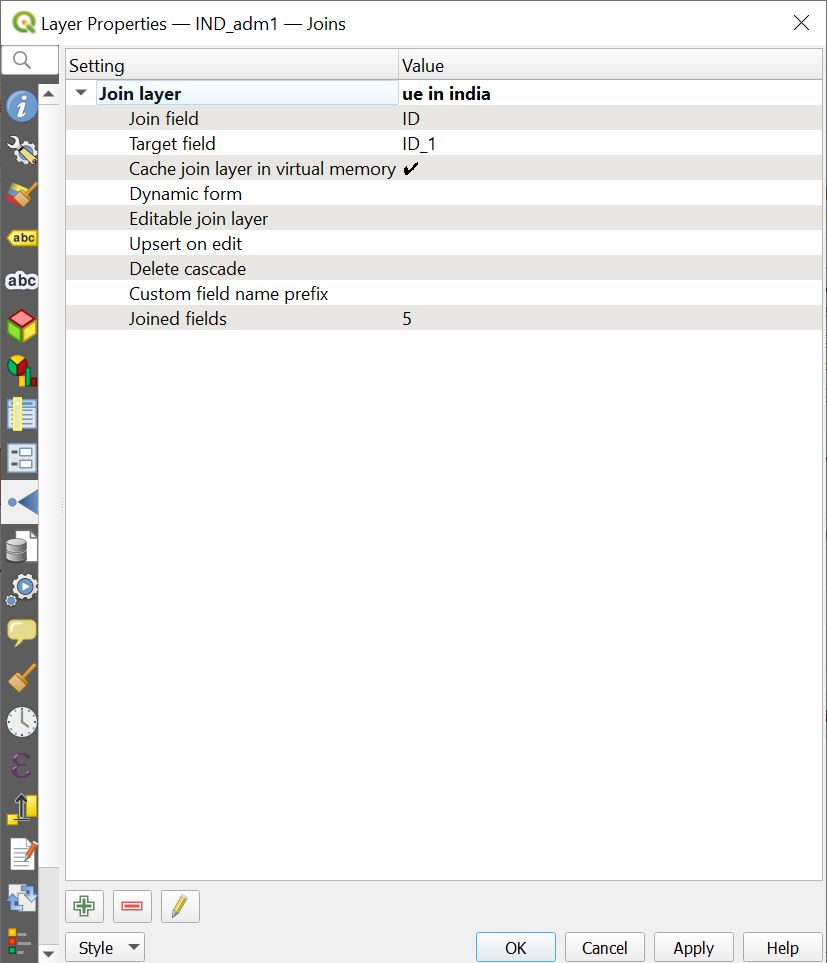 Layer Properties — IND_adm1 — Joins
Setting Value
Join layer ue in india
Join field ID
Target field ID_1
Cache join layer in virtual memory ✔
Dynamic form
Editable join layer
Upsert on edit
Delete cascade
Custom field name prefix
Joined fields 5
abc
abc
Style OK Cancel Apply Help